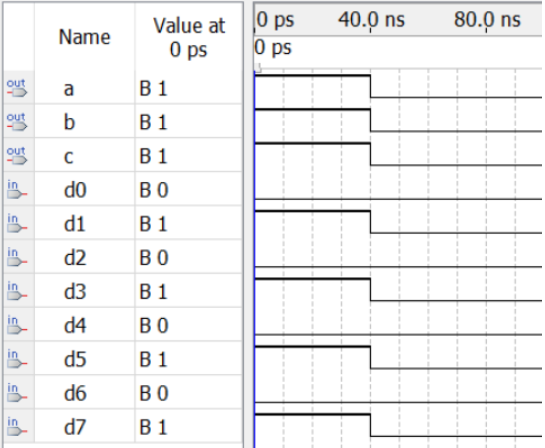 Name Value at 0 ps 0 ps 40.0 ns 80.0 ns
0 ps
out a B 1
out b B 1
out c B 1
in d0 B 0
in d1 B 1
in d2 B 0
in d3 B 1
in d4 B 0
in d5 B 1
in d6 B 0
in d7 B 1